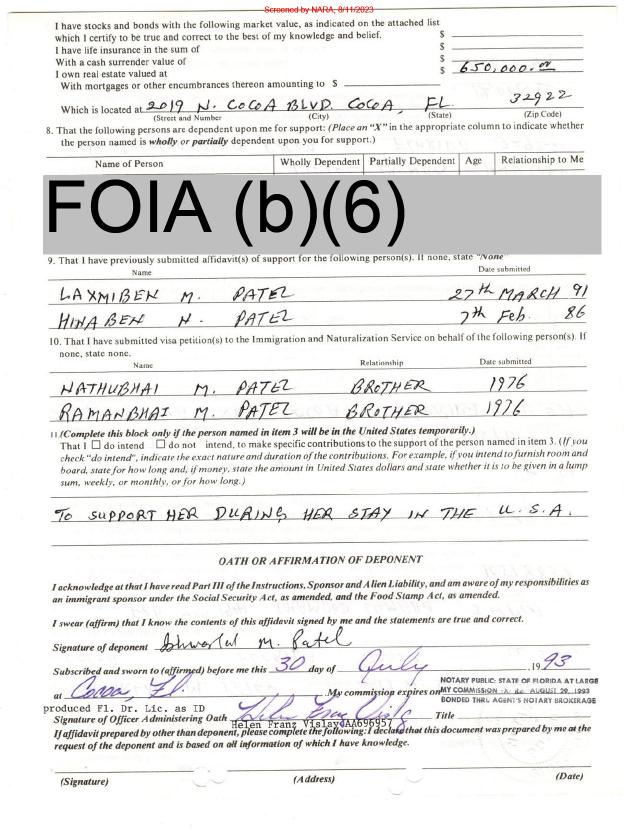 Screened by NARA, 8/11/2023
I have stocks and bonds with the following market value, as indicated on the attached list
which I certify to be true and correct to the best of my knowledge and belief. $
I have life insurance in the sum of $
With a cash surrender value of $
I own real estate valued at $ 650,000.00
With mortgages or other encumbrances thereon amounting to $
Which is located at 2019 N. COCOA BLVD. COCOA, FL. 32922
(Street and Number) (City) (State) (Zip Code)
8. That the following persons are dependent upon me for support: (Place an "X" in the appropriate column to indicate whether
the person named is wholly or partially dependent upon you for support.)
Name of Person Wholly Dependent Partially Dependent Age Relationship to Me
FOIA (b)(6)
9. That I have previously submitted affidavit(s) of support for the following person(s). If none, state "None"
Name Date submitted
LAXMIBEN M. PATEL 27th MARCH 91
HINABEN N. PATEL 7th Feb. 86
10. That I have submitted visa petition(s) to the Immigration and Naturalization Service on behalf of the following person(s). If
none, state none.
Name Relationship Date submitted
NATHUBHAI M. PATEL BROTHER 1976
RAMANBHAI M. PATEL BROTHER 1976
11. (Complete this block only if the person named in item 3 will be in the United States temporarily.)
That I ☐ do intend ☐ do not intend, to make specific contributions to the support of the person named in item 3. (If you
check "do intend", indicate the exact nature and duration of the contributions. For example, if you intend to furnish room and
board, state for how long and, if money, state the amount in United States dollars and state whether it is to be given in a lump
sum, weekly, or monthly, or for how long.)
TO SUPPORT HER DURING HER STAY IN THE U.S.A.
OATH OR AFFIRMATION OF DEPONENT
I acknowledge at that I have read Part III of the Instructions, Sponsor and Alien Liability, and am aware of my responsibilities as
an immigrant sponsor under the Social Security Act, as amended, and the Food Stamp Act, as amended.
I swear (affirm) that I know the contents of this affidavit signed by me and the statements are true and correct.
Signature of deponent Ishwarlal M. Patel
Subscribed and sworn to (affirmed) before me this 30 day of July , 19 93
NOTARY PUBLIC: STATE OF FLORIDA AT LARGE
at Cocoa, Fl. .My commission expires on MY COMMISSION AUGUST 29, 1993
BONDED THRU AGENT'S NOTARY BROKERAGE
produced Fl. Dr. Lic. as ID
Signature of Officer Administering Oath Title
Helen Franz Vislay AA696957
If affidavit prepared by other than deponent, please complete the following: I declare that this document was prepared by me at the
request of the deponent and is based on all information of which I have knowledge.
(Signature) (Address) (Date)